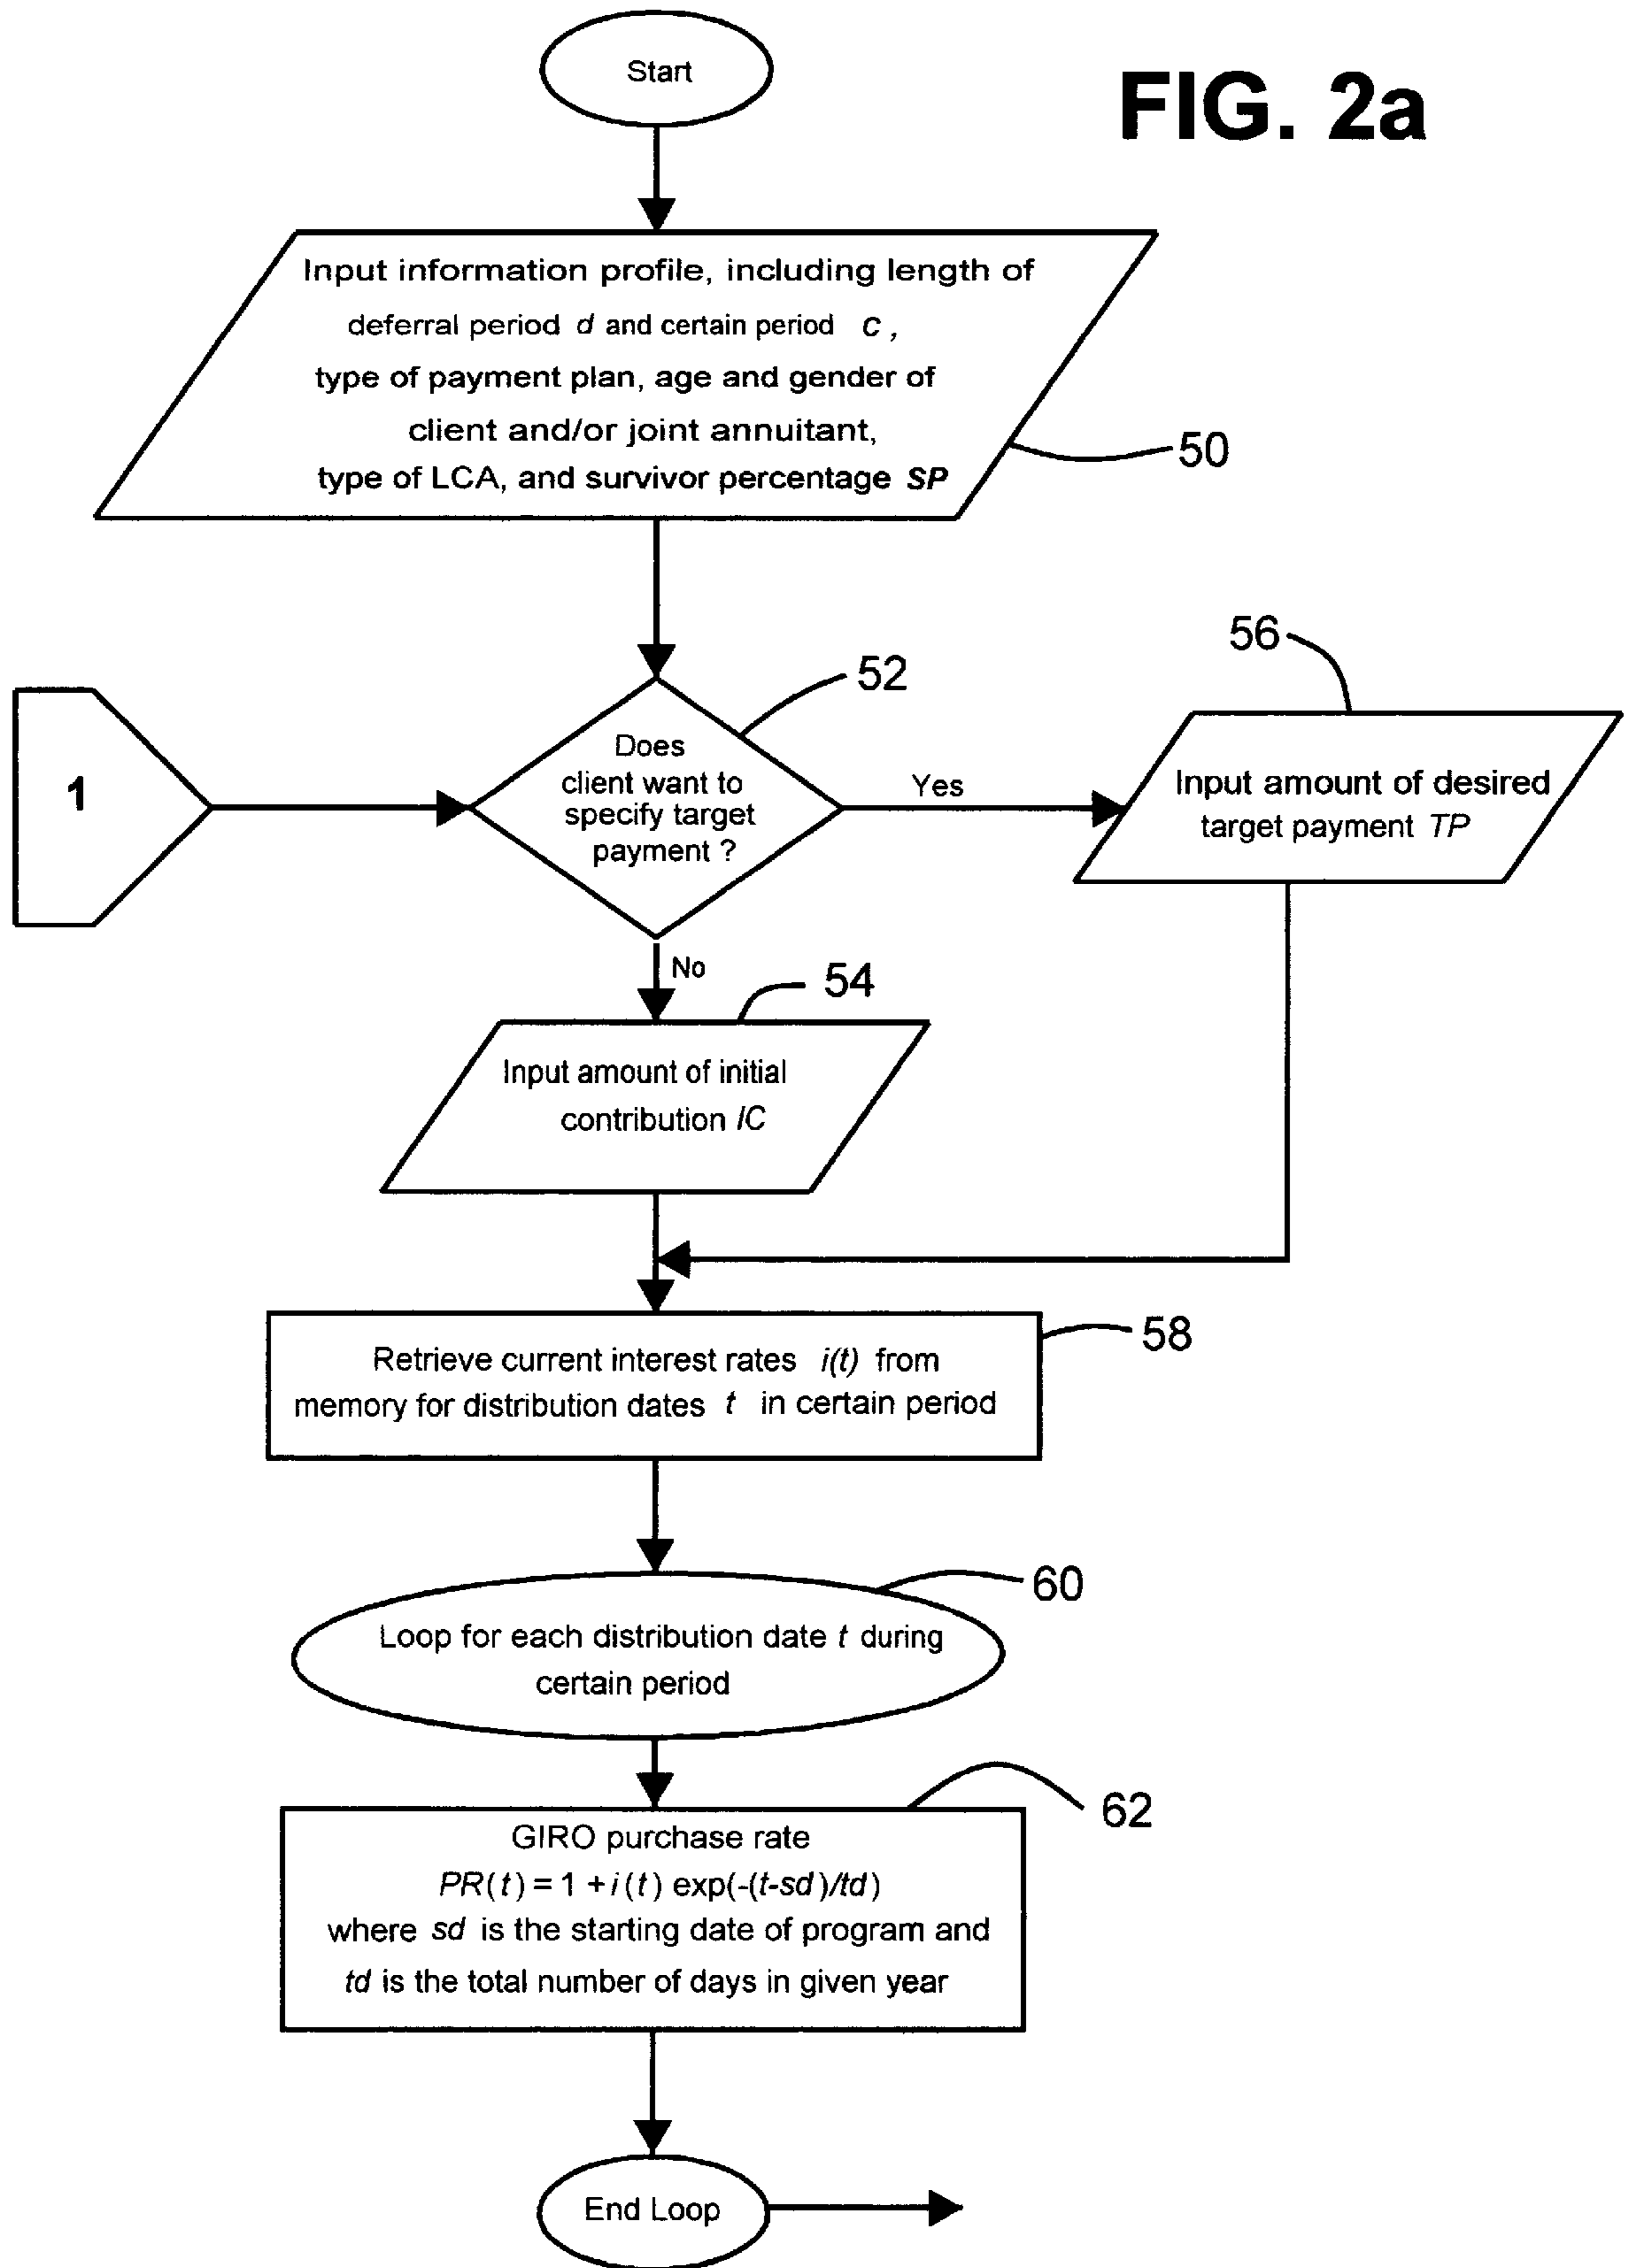 Start
FIG. 2a
Input information profile, including length of
deferral period d and certain period c ,
type of payment plan, age and gender of
client and/or joint annuitant,
type of LCA, and survivor percentage SP
50
52
56
1
Does
client want to
specify target
payment ?
Yes
Input amount of desired
target payment TP
No
54
Input amount of initial
contribution IC
58
Retrieve current interest rates i(t) from
memory for distribution dates t in certain period
60
Loop for each distribution date t during
certain period
62
GIRO purchase rate
PR(t) = 1 + i(t) exp(-(t-sd)/td)
where sd is the starting date of program and
td is the total number of days in given year
End Loop